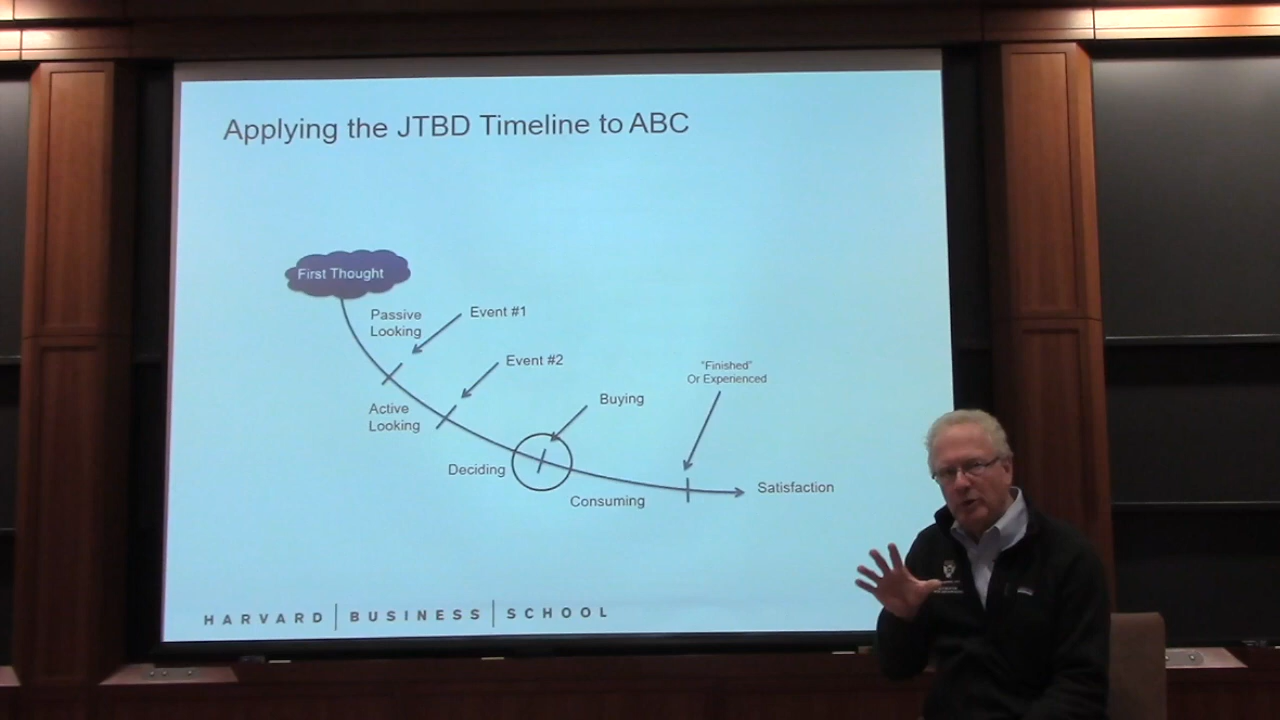 Applying the JTBD Timeline to ABC
First Thought
Passive
Looking
Event #1
Event #2
Active
Looking
Buying
"Finished"
Or Experienced
Deciding
Consuming
Satisfaction
HARVARD | BUSINESS | SCHOOL